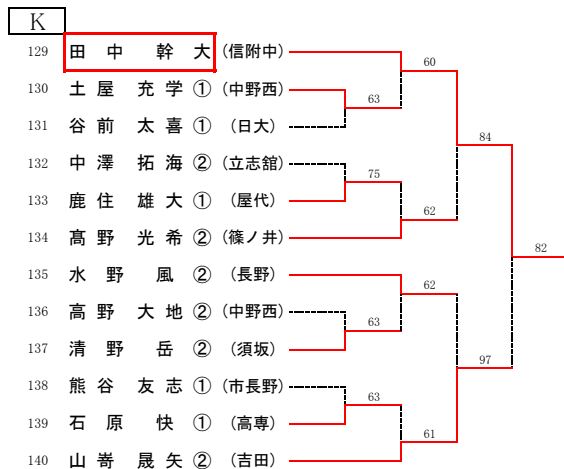 K
129 田中 幹大 (信附中)
130 土屋 充学 ① (中野西)
131 谷前 太喜 ① (日大)
132 中澤 拓海 ② (立志舘)
133 鹿住 雄大 ① (屋代)
134 髙野 光希 ② (篠ノ井)
135 水野 風 ② (長野)
136 高野 大地 ② (中野西)
137 清野 岳 ② (須坂)
138 熊谷 友志 ① (市長野)
139 石原 快 ① (高専)
140 山嵜 晟矢 ② (吉田)
60
63
84
75
62
82
62
63
97
63
61